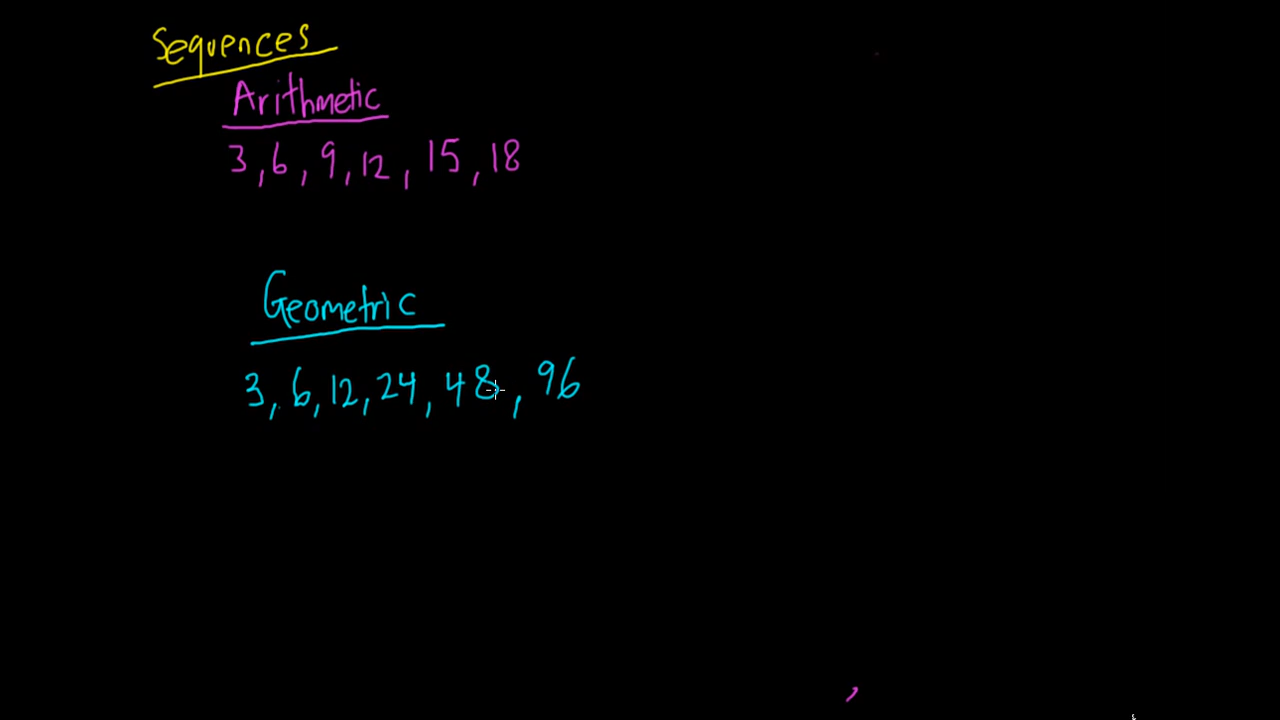 Sequences
Arithmetic
3, 6, 9, 12, 15, 18
Geometric
3, 6, 12, 24, 48, 96